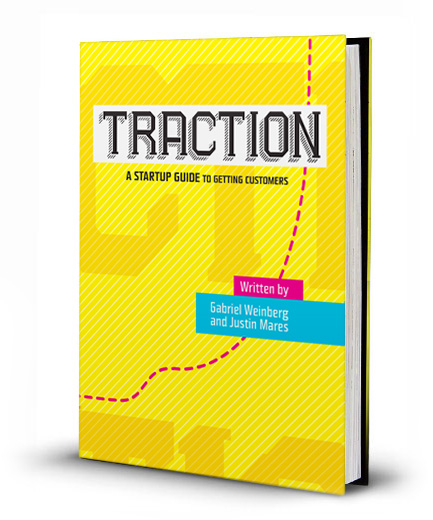 TRACTION
A STARTUP GUIDE TO GETTING CUSTOMERS
Written by
Gabriel Weinberg
and Justin Mares